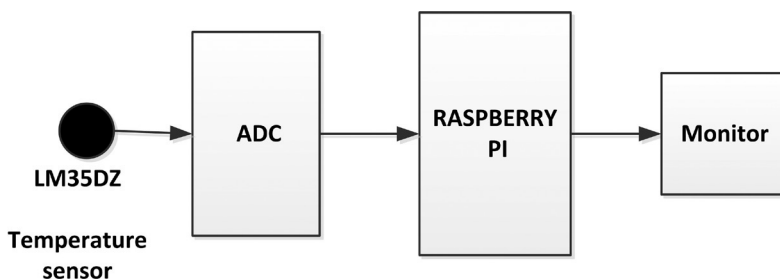 LM35DZ
Temperature
sensor
ADC
RASPBERRY
PI
Monitor